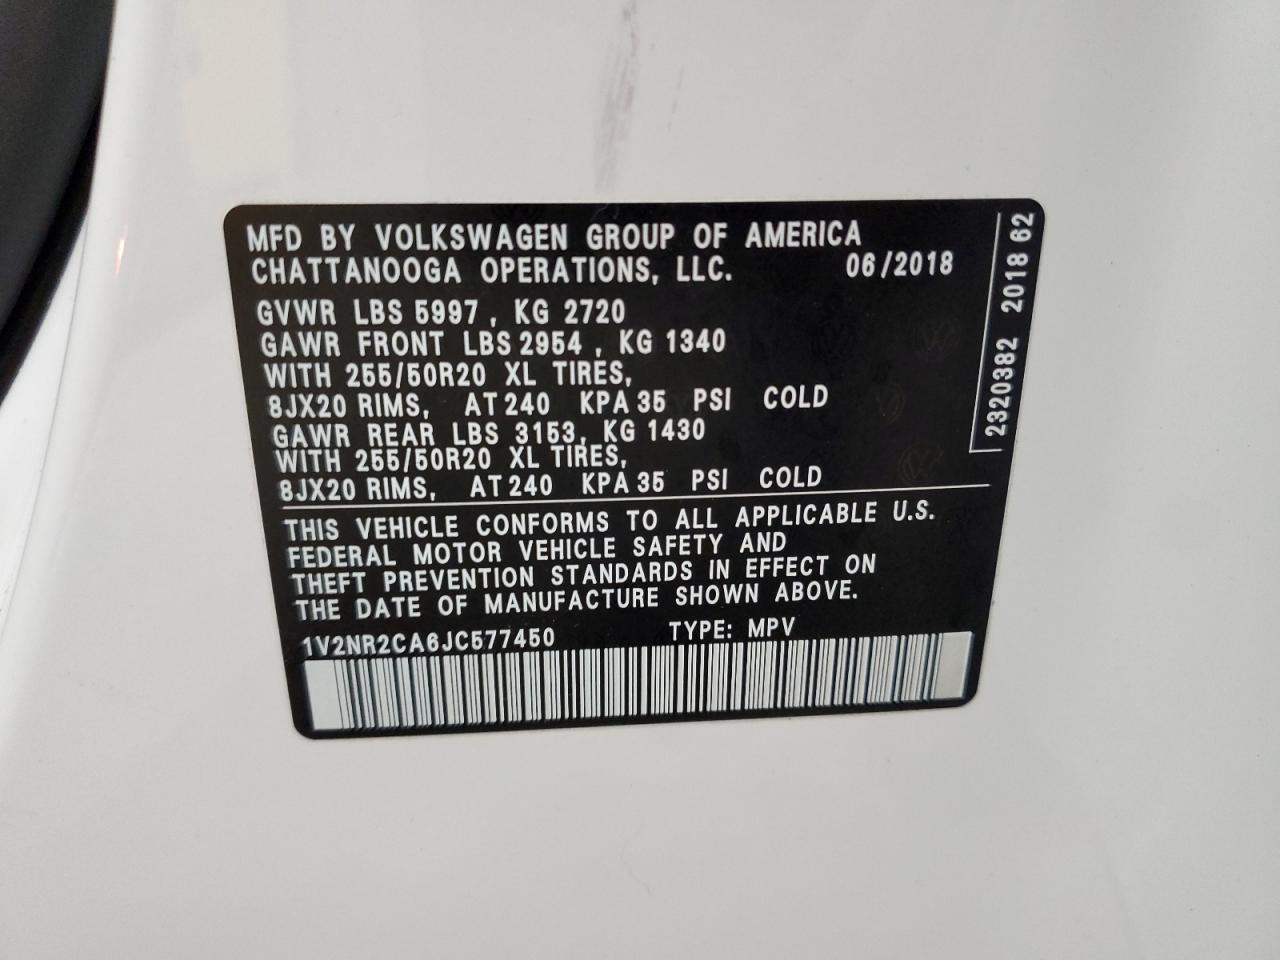 MFD BY VOLKSWAGEN GROUP OF AMERICA
CHATTANOOGA OPERATIONS, LLC. 06/2018
GVWR LBS 5997, KG 2720
GAWR FRONT LBS 2954, KG 1340
WITH 255/50R20 XL TIRES,
8JX20 RIMS, AT 240 KPA 35 PSI COLD
GAWR REAR LBS 3153, KG 1430
WITH 255/50R20 XL TIRES,
8JX20 RIMS, AT 240 KPA 35 PSI COLD
THIS VEHICLE CONFORMS TO ALL APPLICABLE U.S.
FEDERAL MOTOR VEHICLE SAFETY AND
THEFT PREVENTION STANDARDS IN EFFECT ON
THE DATE OF MANUFACTURE SHOWN ABOVE.
1V2NR2CA6JC577450 TYPE: MPV
2320382 2018 62